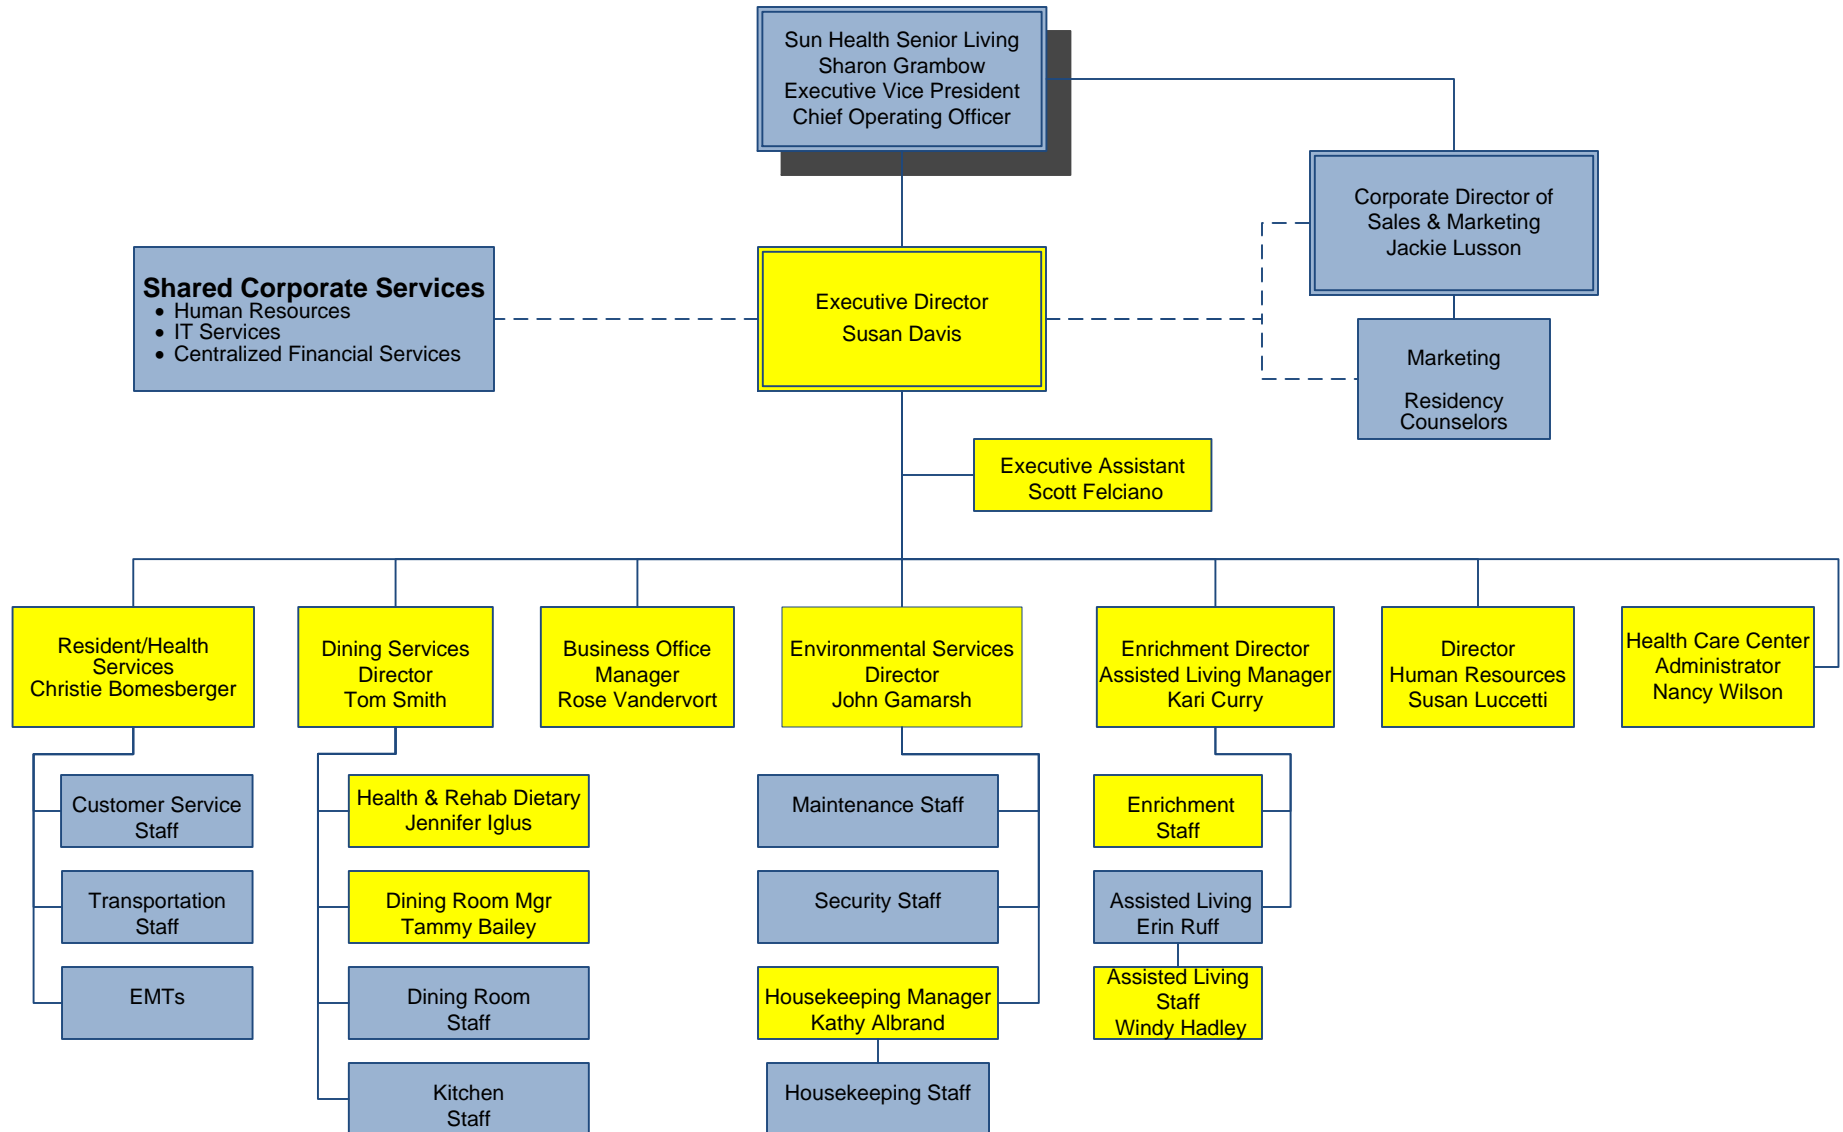 Sun Health Senior Living
Sharon Grambow
Executive Vice President
Chief Operating Officer
Corporate Director of
Sales & Marketing
Jackie Lusson
Shared Corporate Services
• Human Resources
• IT Services
• Centralized Financial Services
Executive Director
Susan Davis
Marketing
Residency
Counselors
Executive Assistant
Scott Felciano
Resident/Health
Services
Christie Bomesberger
Dining Services
Director
Tom Smith
Business Office
Manager
Rose Vandervort
Environmental Services
Director
John Gamarsh
Enrichment Director
Assisted Living Manager
Kari Curry
Director
Human Resources
Susan Luccetti
Health Care Center
Administrator
Nancy Wilson
Customer Service
Staff
Transportation
Staff
EMTs
Health & Rehab Dietary
Jennifer Iglus
Dining Room Mgr
Tammy Bailey
Dining Room
Staff
Kitchen
Staff
Maintenance Staff
Security Staff
Housekeeping Manager
Kathy Albrand
Housekeeping Staff
Enrichment
Staff
Assisted Living
Erin Ruff
Assisted Living
Staff
Windy Hadley